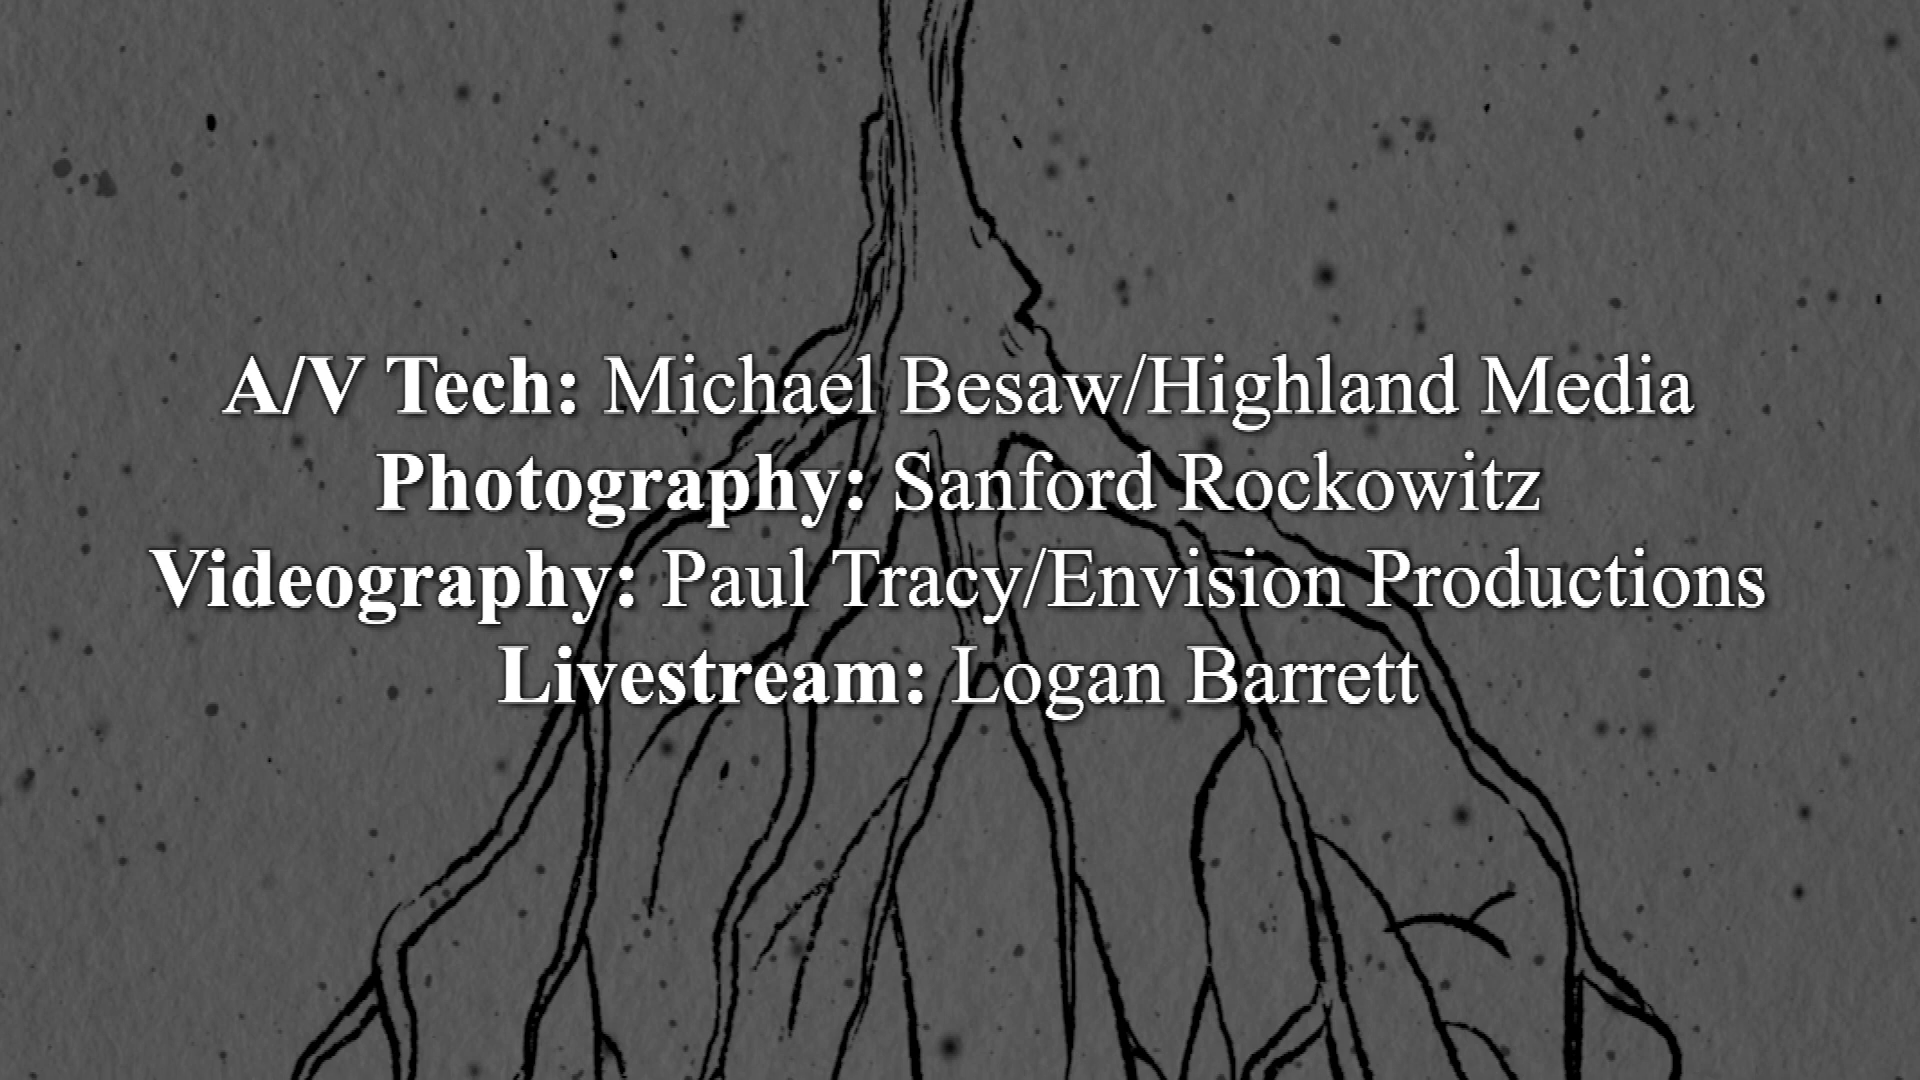 A/V Tech: Michael Besaw/Highland Media
Photography: Sanford Rockowitz
Videography: Paul Tracy/Envision Productions
Livestream: Logan Barrett